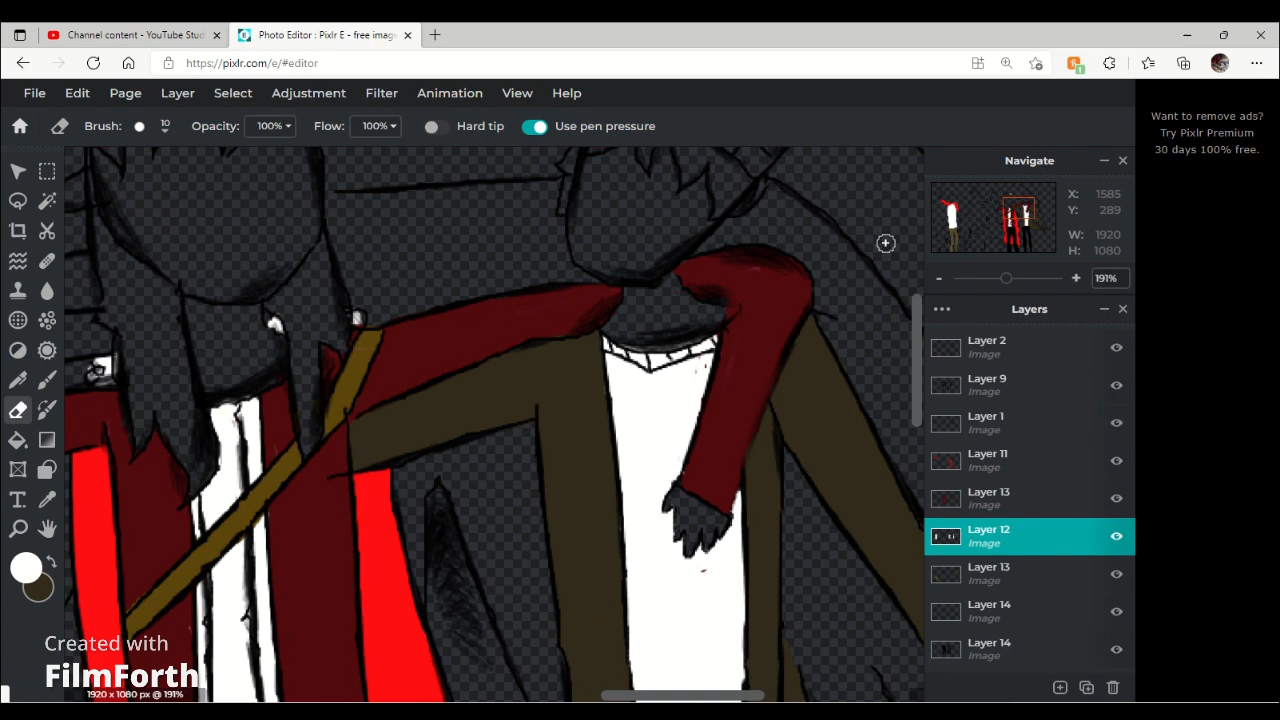 Channel content - YouTube Stud
Photo Editor : Pixlr E - free imag
https://pixlr.com/e/#editor
File Edit Page Layer Select Adjustment Filter Animation View Help
Brush: 10 Opacity: 100% Flow: 100% Hard tip Use pen pressure
Want to remove ads?
Try Pixlr Premium
30 days 100% free.
Navigate
X: 1585
Y: 289
W: 1920
H: 1080
- + 191%
Layers
Layer 2
Image
Layer 9
Image
Layer 1
Image
Layer 11
Image
Layer 13
Image
Layer 12
Image
Layer 13
Image
Layer 14
Image
Layer 14
Image
Created with
FilmForth
1920 x 1080 px @ 191%